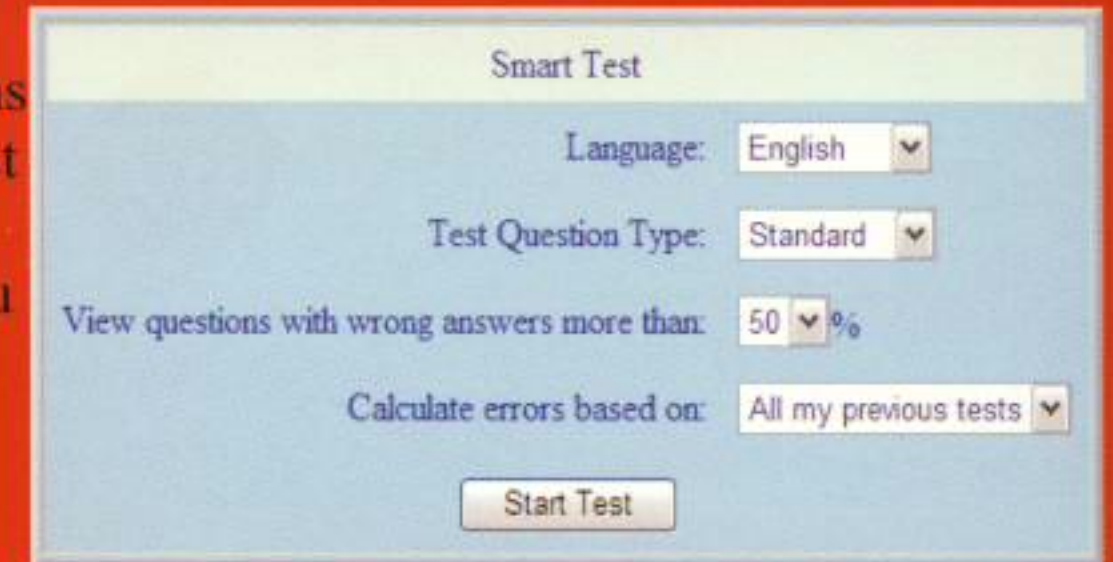 Smart Test
Language: English
Test Question Type: Standard
View questions with wrong answers more than: 50 %
Calculate errors based on: All my previous tests
Start Test